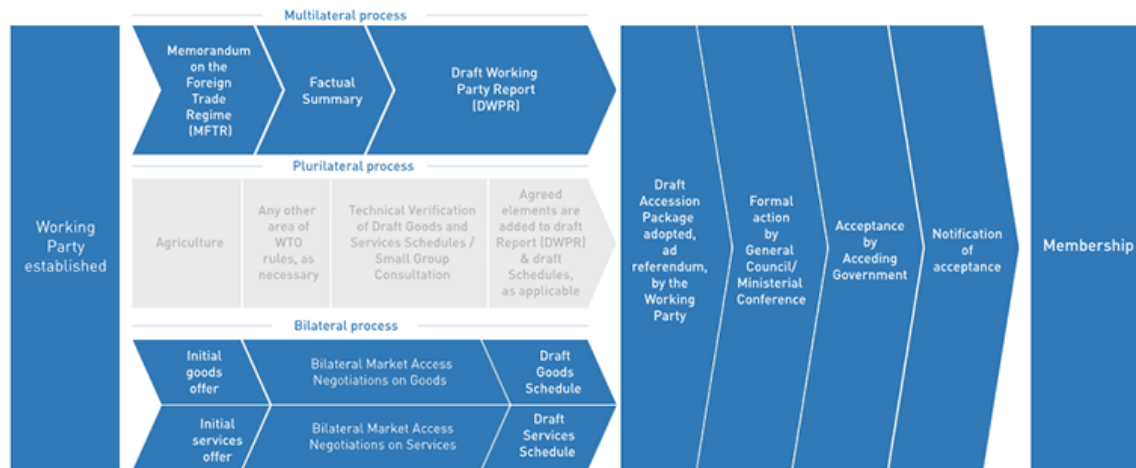 Multilateral process
Working
Party
established
Memorandum
on the
Foreign
Trade
Regime
(MFTR)
Factual
Summary
Draft Working
Party Report
(DWPR)
Plurilateral process
Agriculture
Any other
area of
WTO
rules, as
necessary
Technical Verification
of Draft Goods and
Services Schedules /
Small Group
Consultation
Agreed
elements are
added to draft
Report (DWPR)
& draft
Schedules,
as applicable
Bilateral process
Initial
goods
offer
Bilateral Market Access
Negotiations on Goods
Draft
Goods
Schedule
Initial
services
offer
Bilateral Market Access
Negotiations on Services
Draft
Services
Schedule
Draft
Accession
Package
adopted,
ad
referendum,
by the
Working
Party
Formal
action
by
General
Council/
Ministerial
Conference
Acceptance
by
Acceding
Government
Notification
of
acceptance
Membership